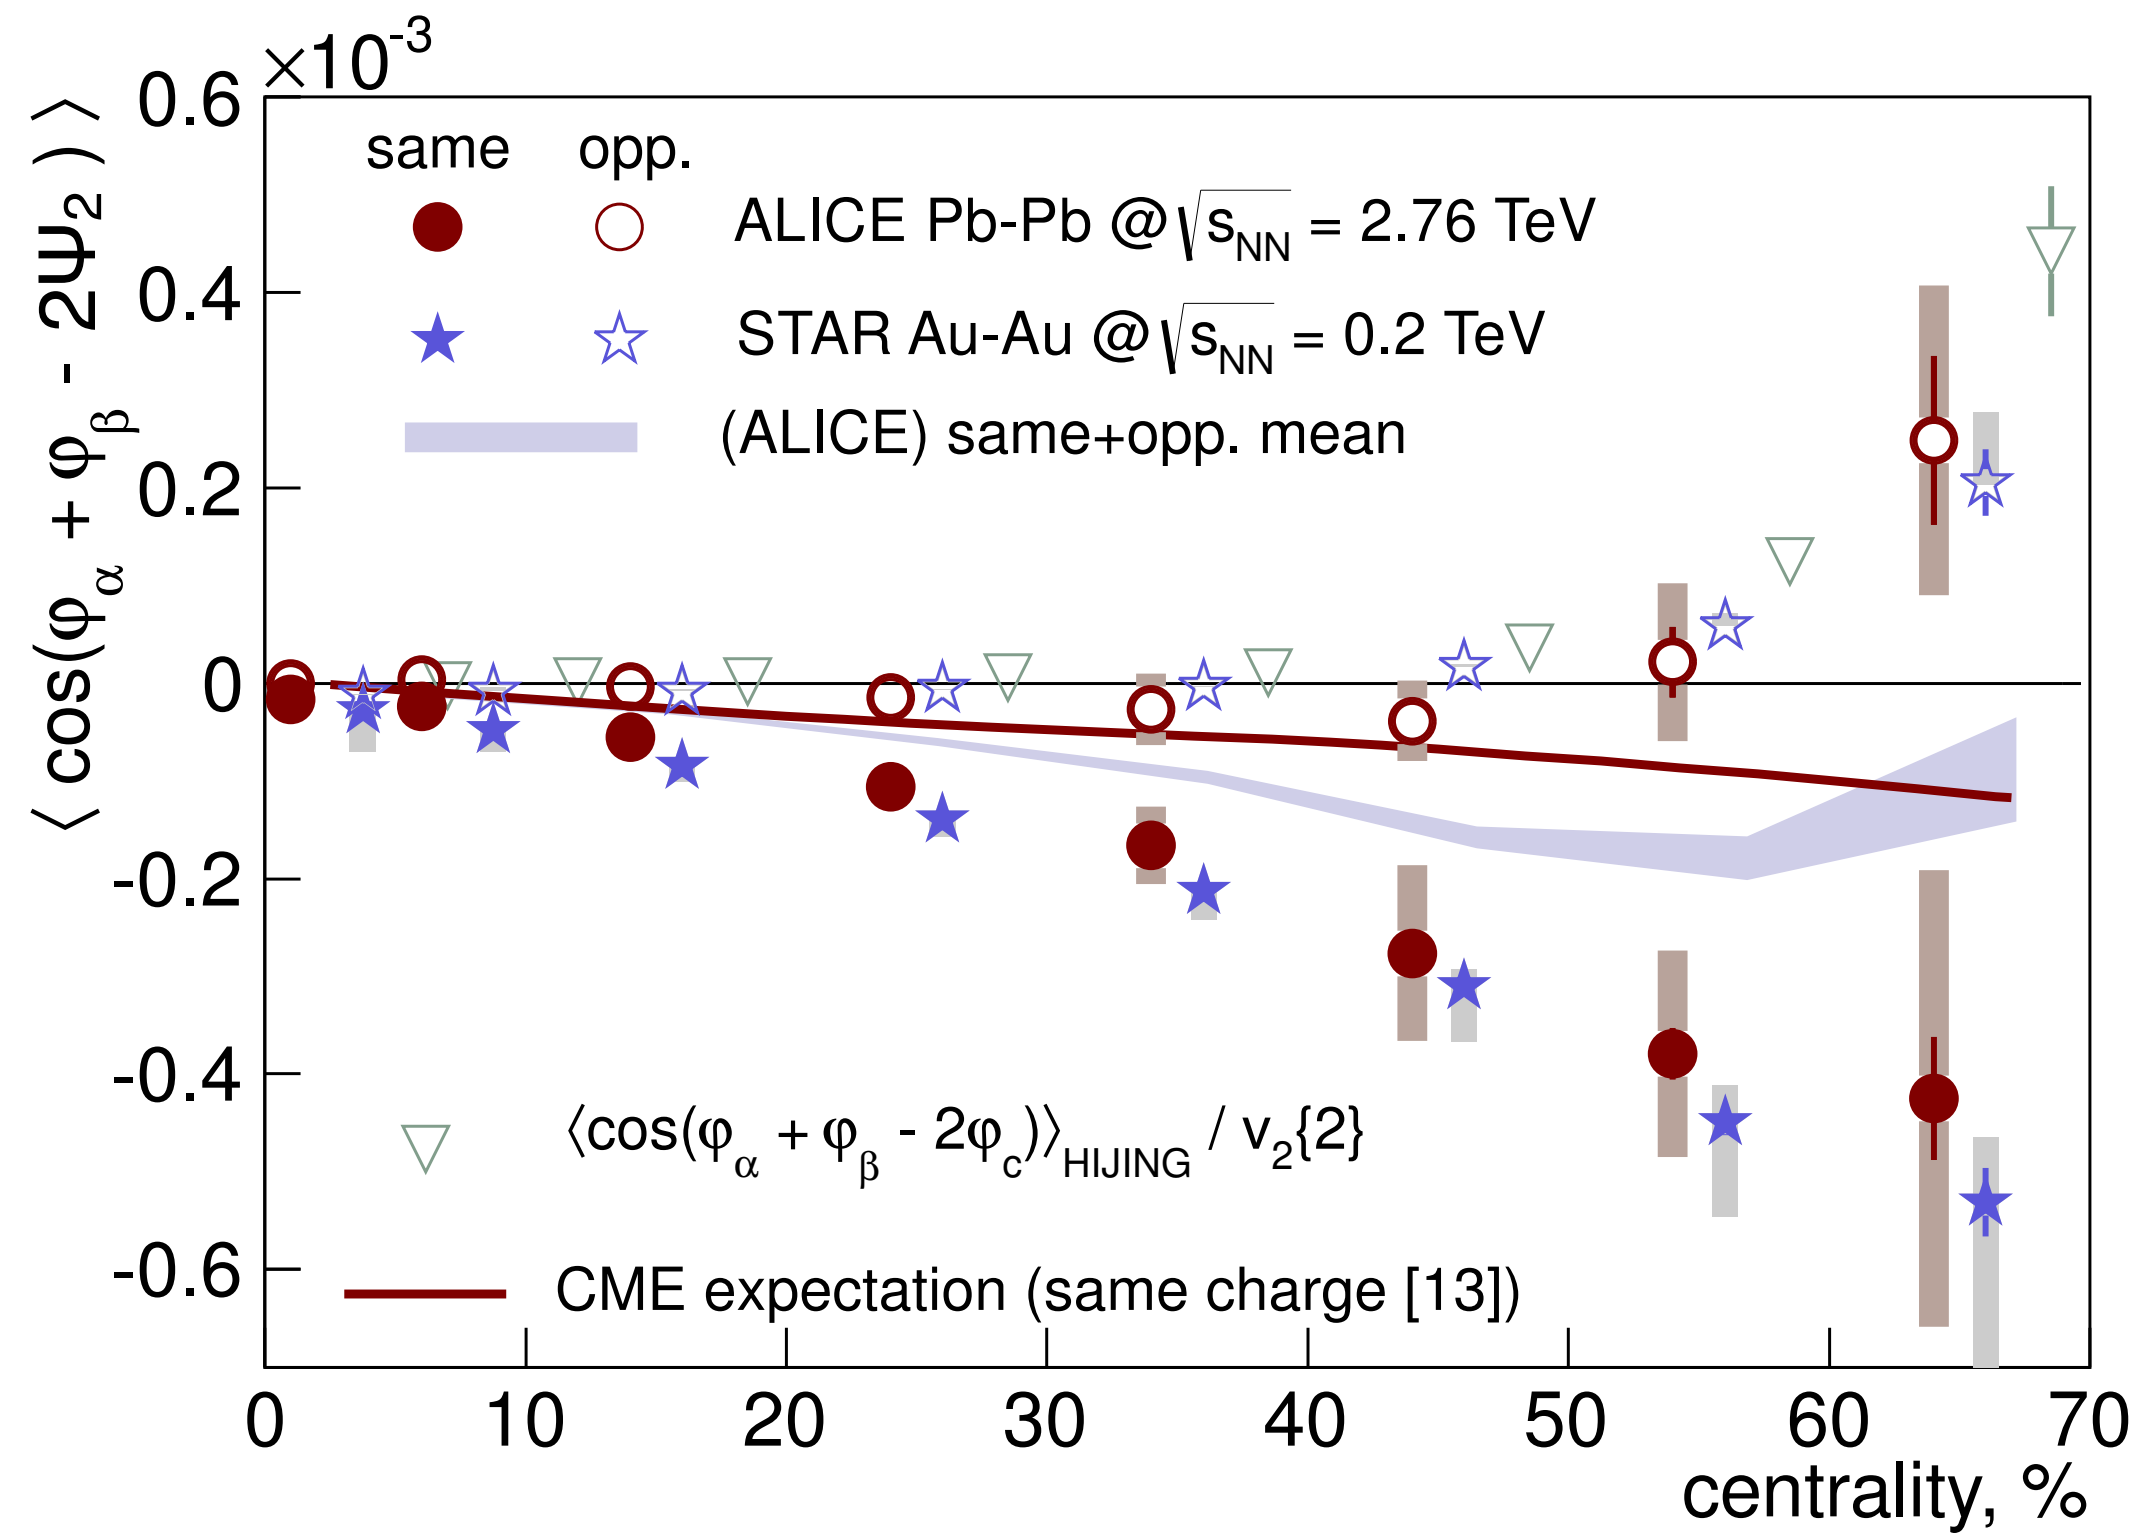 ×10-3
⟨ cos(φα + φβ - 2Ψ2 ) ⟩
0.6
0.4
0.2
0
-0.2
-0.4
-0.6
same opp.
ALICE Pb-Pb @ √sNN = 2.76 TeV
STAR Au-Au @ √sNN = 0.2 TeV
(ALICE) same+opp. mean
⟨cos(φα + φβ - 2φc)⟩HIJING / v2{2}
CME expectation (same charge [13])
0 10 20 30 40 50 60 70
centrality, %